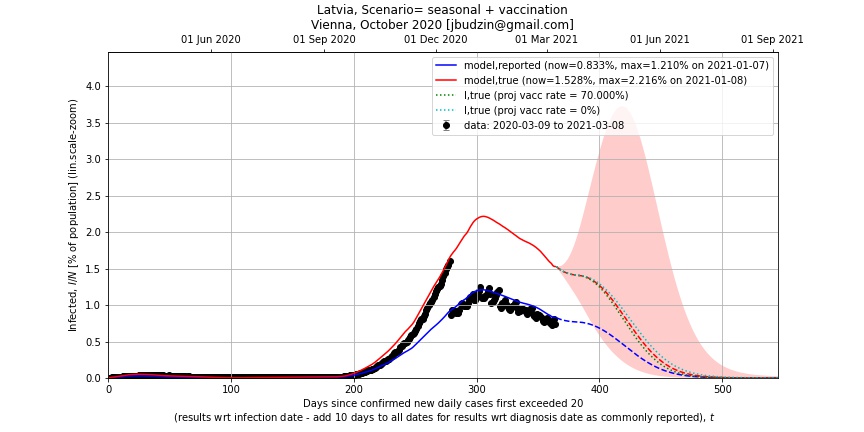 Latvia, Scenario= seasonal + vaccination
Vienna, October 2020 [jbudzin@gmail.com]
01 Jun 2020 01 Sep 2020 01 Dec 2020 01 Mar 2021 01 Jun 2021 01 Sep 2021
model,reported (now=0.833%, max=1.210% on 2021-01-07)
model,true (now=1.528%, max=2.216% on 2021-01-08)
I,true (proj vacc rate = 70.000%)
I,true (proj vacc rate = 0%)
data: 2020-03-09 to 2021-03-08
Infected, I/N [% of population] (lin.scale-zoom)
4.0
3.5
3.0
2.5
2.0
1.5
1.0
0.5
0.0
0 100 200 300 400 500
Days since confirmed new daily cases first exceeded 20
(results wrt infection date - add 10 days to all dates for results wrt diagnosis date as commonly reported), t